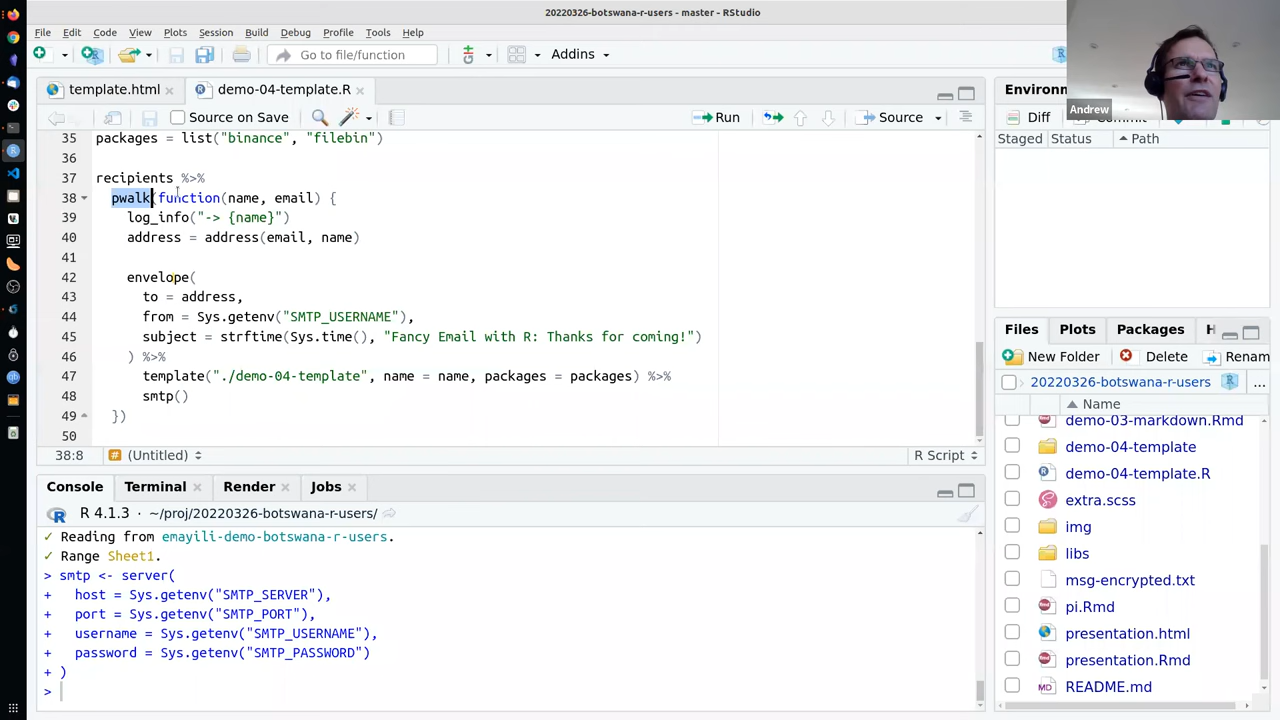 20220326-botswana-r-users - master - RStudio
File Edit Code View Plots Session Build Debug Profile Tools Help
Go to file/function
Addins
Andrew
template.html
demo-04-template.R
Source on Save
Run
Source
35 packages = list("binance", "filebin")
36
37 recipients %>%
38 pwalk(function(name, email) {
39 log_info("-> {name}")
40 address = address(email, name)
41
42 envelope(
43 to = address,
44 from = Sys.getenv("SMTP_USERNAME"),
45 subject = strftime(Sys.time(), "Fancy Email with R: Thanks for coming!")
46 ) %>%
47 template("./demo-04-template", name = name, packages = packages) %>%
48 smtp()
49 })
50
38:8
(Untitled)
R Script
Console Terminal Render Jobs
R 4.1.3 · ~/proj/20220326-botswana-r-users/
✓ Reading from emayili-demo-botswana-r-users.
✓ Range Sheet1.
> smtp <- server(
+ host = Sys.getenv("SMTP_SERVER"),
+ port = Sys.getenv("SMTP_PORT"),
+ username = Sys.getenv("SMTP_USERNAME"),
+ password = Sys.getenv("SMTP_PASSWORD")
+ )
>
Environm
Diff
Staged Status Path
Files Plots Packages H
New Folder Delete Renam
20220326-botswana-r-users ...
Name
demo-03-markdown.Rmd
demo-04-template
demo-04-template.R
extra.scss
img
libs
msg-encrypted.txt
pi.Rmd
presentation.html
presentation.Rmd
README.md